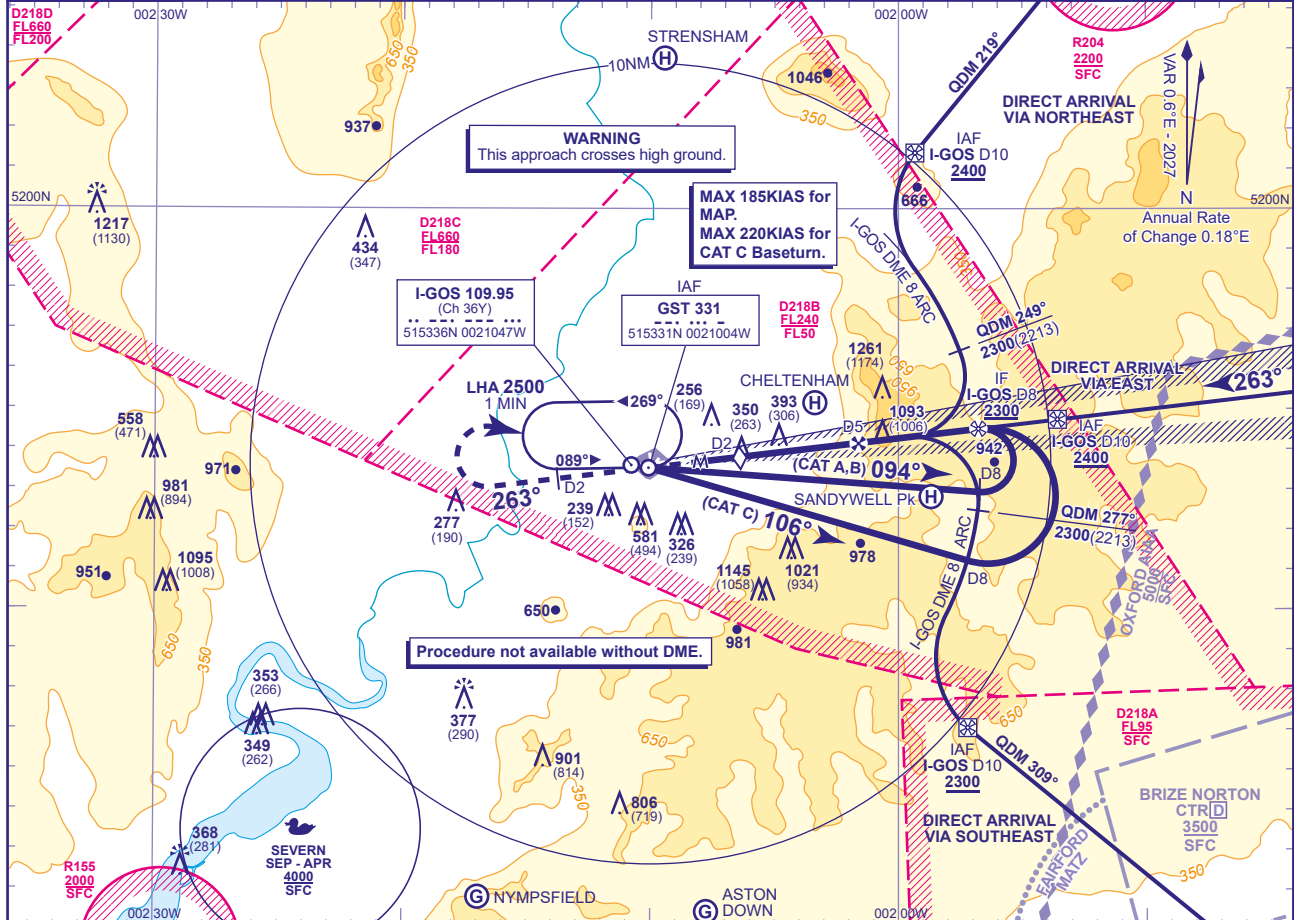 D218D
FL660
FL200
002 30W
002 00W
R204
2200
SFC
STRENSHAM
H
10NM
QDM 219°
VAR 0.6°E - 2027
N
Annual Rate
of Change 0.18°E
DIRECT ARRIVAL
VIA NORTHEAST
650
350
937
1046
350
WARNING
This approach crosses high ground.
IAF
I-GOS D10
2400
666
5200N
5200N
1217
(1130)
434
(347)
D218C
FL660
FL180
MAX 185KIAS for
MAP.
MAX 220KIAS for
CAT C Baseturn.
I-GOS DME 8 ARC
650
I-GOS 109.95
(Ch 36Y)
515336N 0021047W
IAF
GST 331
515331N 0021004W
D218B
FL240
FL50
QDM 249°
2300(2213)
1261
(1174)
650
950
IF
I-GOS D8
2300
DIRECT ARRIVAL
VIA EAST
263°
LHA 2500
1 MIN
269°
089°
D2
263°
256
(169)
CHELTENHAM
H
350
(263)
393
(306)
D2
M
D5
1093
(1006)
IAF
I-GOS D10
2400
942
D8
(CAT A,B) 094°
SANDYWELL Pk
H
(CAT C) 106°
D8
QDM 277°
2300(2213)
558
(471)
971
981
(894)
277
(190)
239
(152)
581
(494)
326
(239)
978
1145
(1058)
1021
(934)
951
1095
(1008)
650
981
I-GOS DME 8 ARC
OXFORD AIAA
5000
SFC
650
350
Procedure not available without DME.
353
(266)
349
(262)
377
(290)
650
901
(814)
350
806
(719)
650
IAF
I-GOS D10
2300
QDM 309°
D218A
FL95
SFC
BRIZE NORTON
CTR D
3500
SFC
DIRECT ARRIVAL
VIA SOUTHEAST
FAIRFORD
MATZ
350
368
(281)
SEVERN
SEP - APR
4000
SFC
R155
2000
SFC
G
NYMPSFIELD
G
ASTON
DOWN
002 30W
002 00W